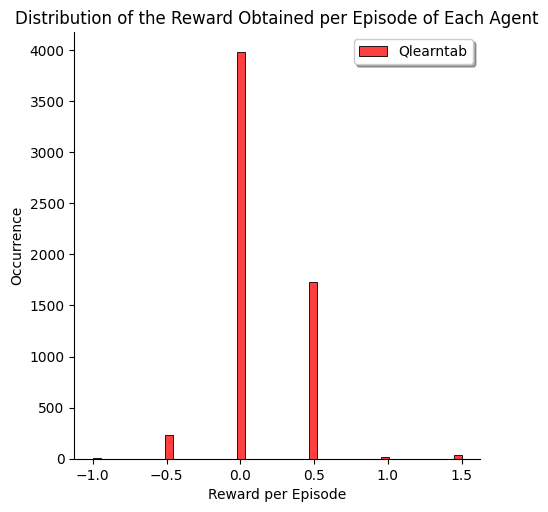 Distribution of the Reward Obtained per Episode of Each Agent
Qlearntab
4000
3500
3000
2500
2000
1500
1000
500
0
Occurrence
−1.0 −0.5 0.0 0.5 1.0 1.5
Reward per Episode